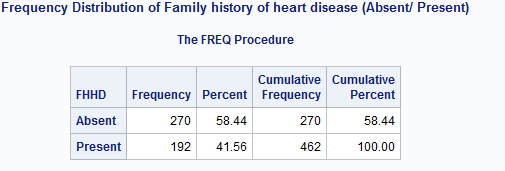 Frequency Distribution of Family history of heart disease (Absent/ Present)
The FREQ Procedure
FHHD Frequency Percent Cumulative Frequency Cumulative Percent
Absent 270 58.44 270 58.44
Present 192 41.56 462 100.00